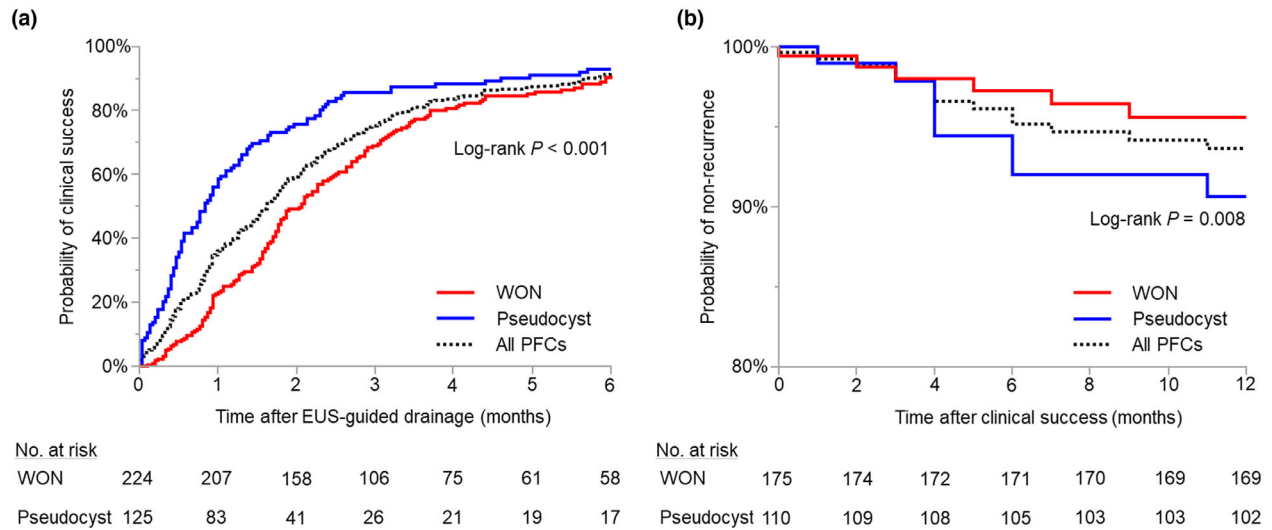 (a)
Probability of clinical success
100%
80%
60%
40%
20%
0%
Log-rank P < 0.001
WON
Pseudocyst
All PFCs
0 1 2 3 4 5 6
Time after EUS-guided drainage (months)
No. at risk
WON 224 207 158 106 75 61 58
Pseudocyst 125 83 41 26 21 19 17
(b)
Probability of non-recurrence
100%
90%
80%
Log-rank P = 0.008
WON
Pseudocyst
All PFCs
0 2 4 6 8 10 12
Time after clinical success (months)
No. at risk
WON 175 174 172 171 170 169 169
Pseudocyst 110 109 108 105 103 103 102